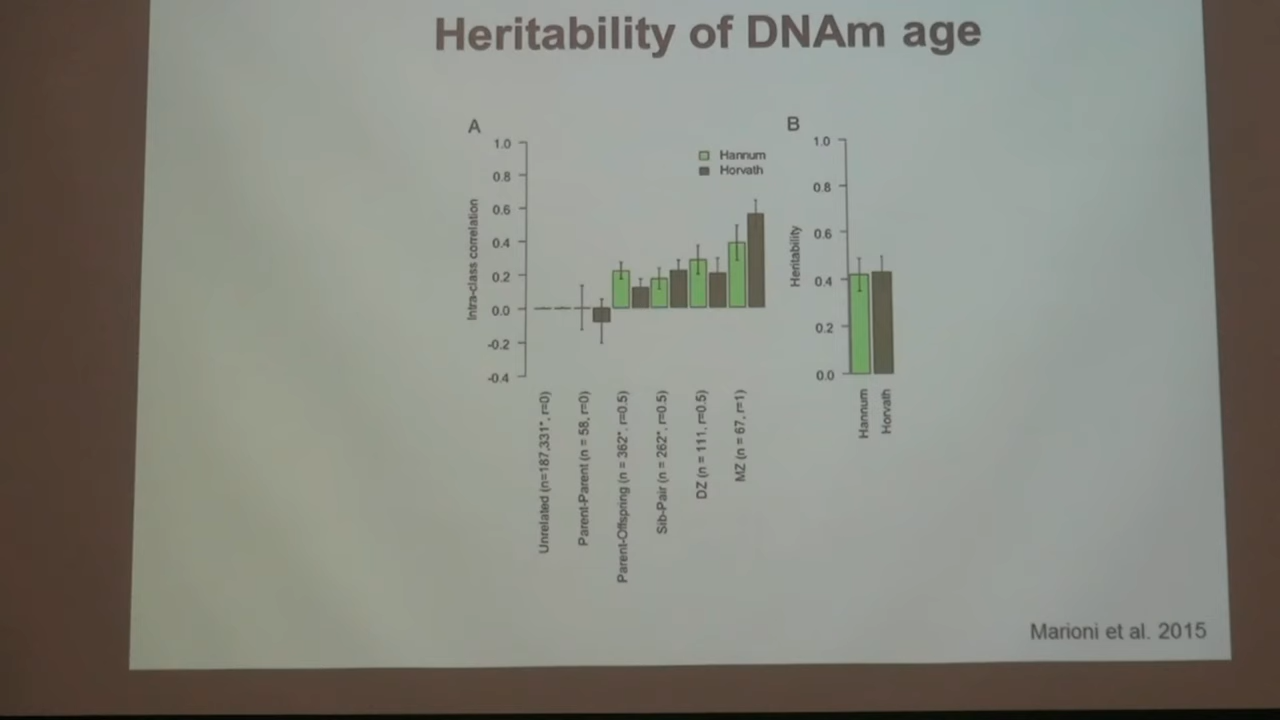 Heritability of DNAm age
A
1.0
0.8
0.6
0.4
0.2
0.0
-0.2
-0.4
Intra-class correlation
Hannum
Horvath
Unrelated (n=187,331*, r=0)
Parent-Parent (n = 58, r=0)
Parent-Offspring (n = 362*, r=0.5)
Sib-Pair (n = 262*, r=0.5)
DZ (n = 111, r=0.5)
MZ (n = 67, r=1)
B
1.0
0.8
0.6
0.4
0.2
0.0
Heritability
Hannum
Horvath
Marioni et al. 2015